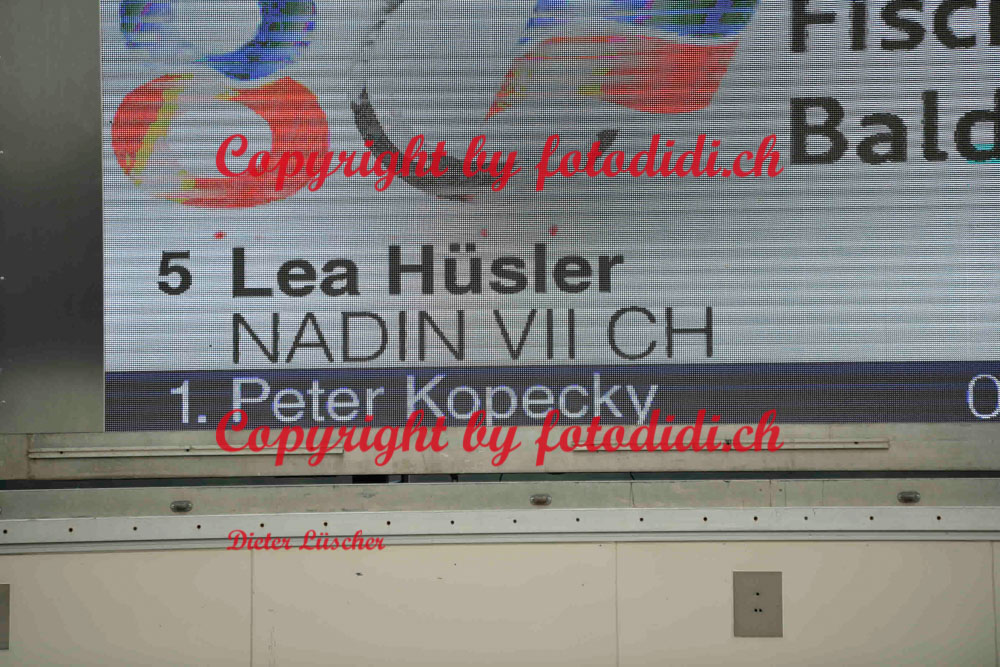 Fisc
Bald
Copyright by fotodidi.ch
5 Lea Hüsler
NADIN VII CH
1. Peter Kopecky 0
Copyright by fotodidi.ch
Dieter Lüscher